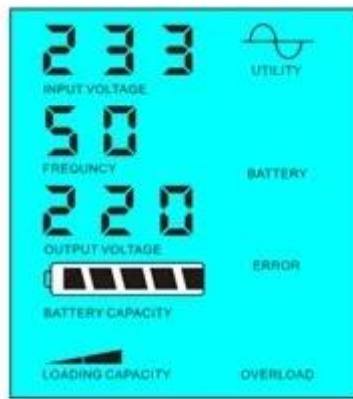 233
INPUT VOLTAGE
UTILITY
50
FREQUNCY
BATTERY
220
OUTPUT VOLTAGE
ERROR
BATTERY CAPACITY
LOADING CAPACITY
OVERLOAD